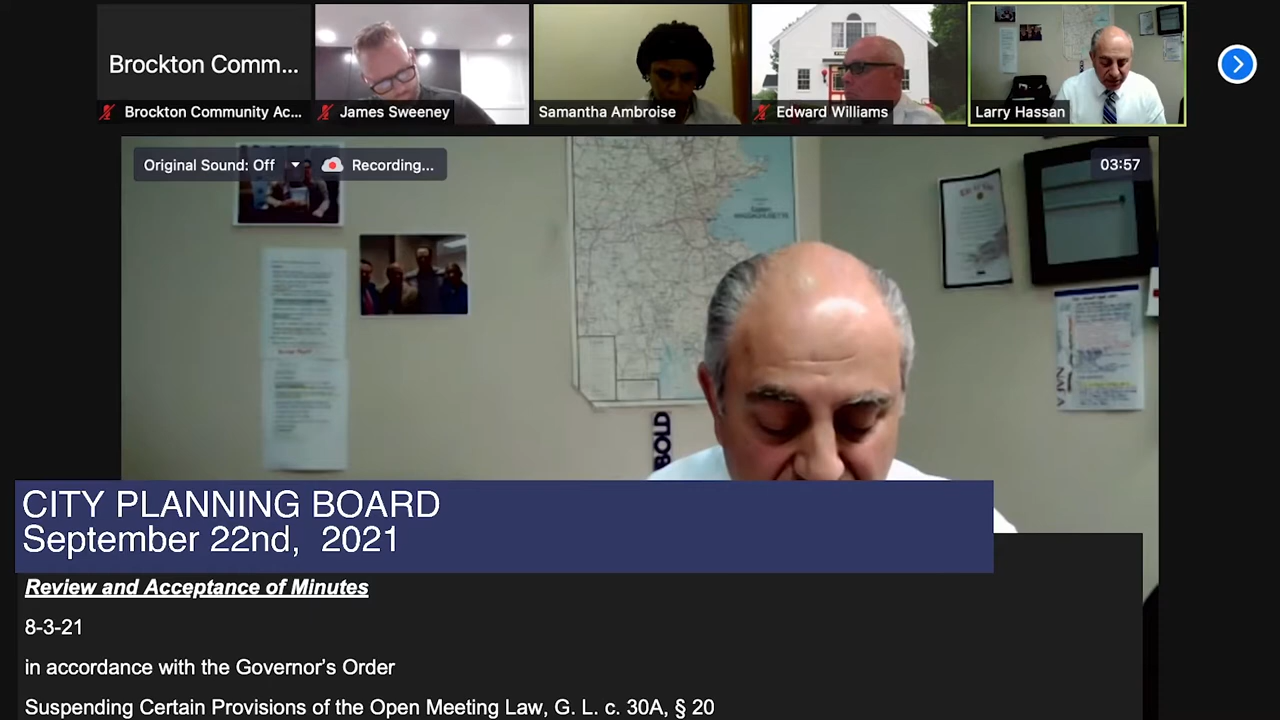 Brockton Comm...
Brockton Community Ac...
James Sweeney
Samantha Ambroise
Edward Williams
Larry Hassan
Original Sound: Off
Recording...
03:57
MASSACHUSETTS
BOLD
CITY PLANNING BOARD
September 22nd, 2021
Review and Acceptance of Minutes
8-3-21
in accordance with the Governor's Order
Suspending Certain Provisions of the Open Meeting Law, G. L. c. 30A, § 20